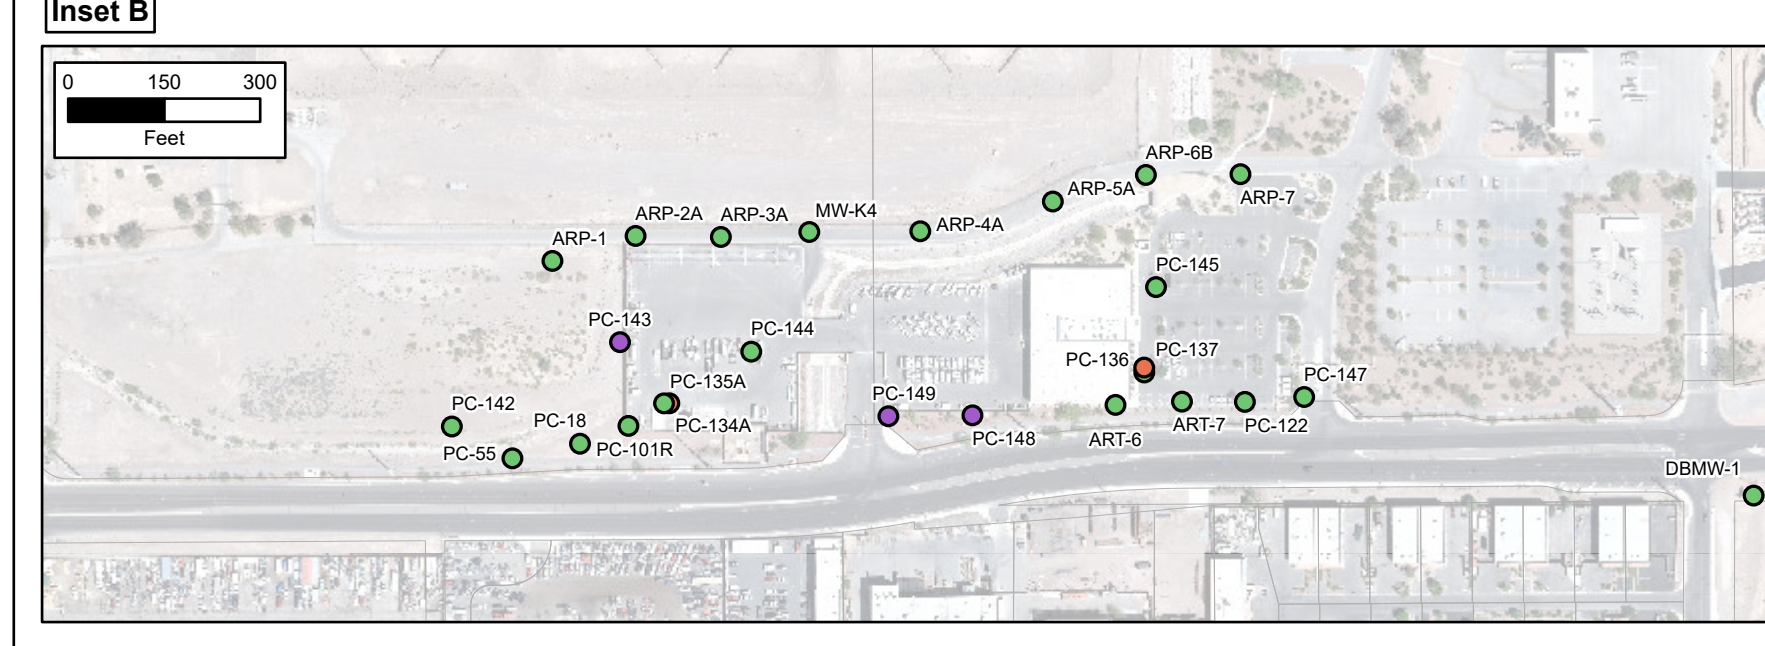 Inset B
0 150 300
Feet
ARP-6B
ARP-5A
ARP-7
ARP-2A
ARP-3A
MW-K4
ARP-4A
ARP-1
PC-145
PC-143
PC-144
PC-136
PC-137
PC-135A
PC-147
PC-149
PC-142
PC-18
PC-134A
PC-148
ART-6
ART-7
PC-122
PC-55
PC-101R
DBMW-1